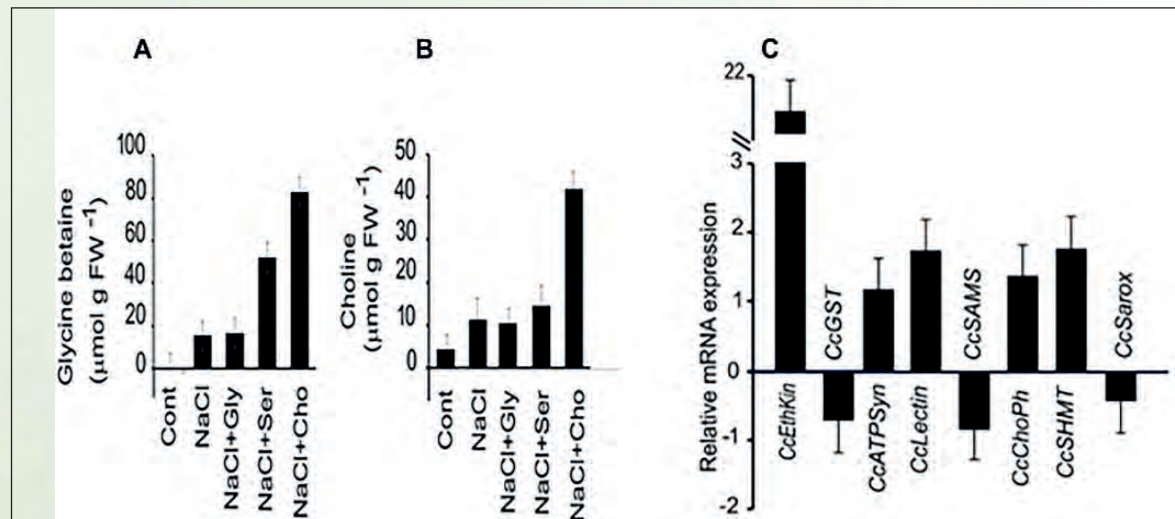 A
B
C
Glycine betaine
(µmol g FW -1)
100
80
60
40
20
0
Cont
NaCl
NaCl+Gly
NaCl+Ser
NaCl+Cho
Choline
(µmol g FW -1)
50
40
30
20
10
0
Cont
NaCl
NaCl+Gly
NaCl+Ser
NaCl+Cho
Relative mRNA expression
22
3
2
1
0
-1
-2
CcEthKin
CcGST
CcATPSyn
CcLectin
CcSAMS
CcChoPh
CcSHMT
CcSarox